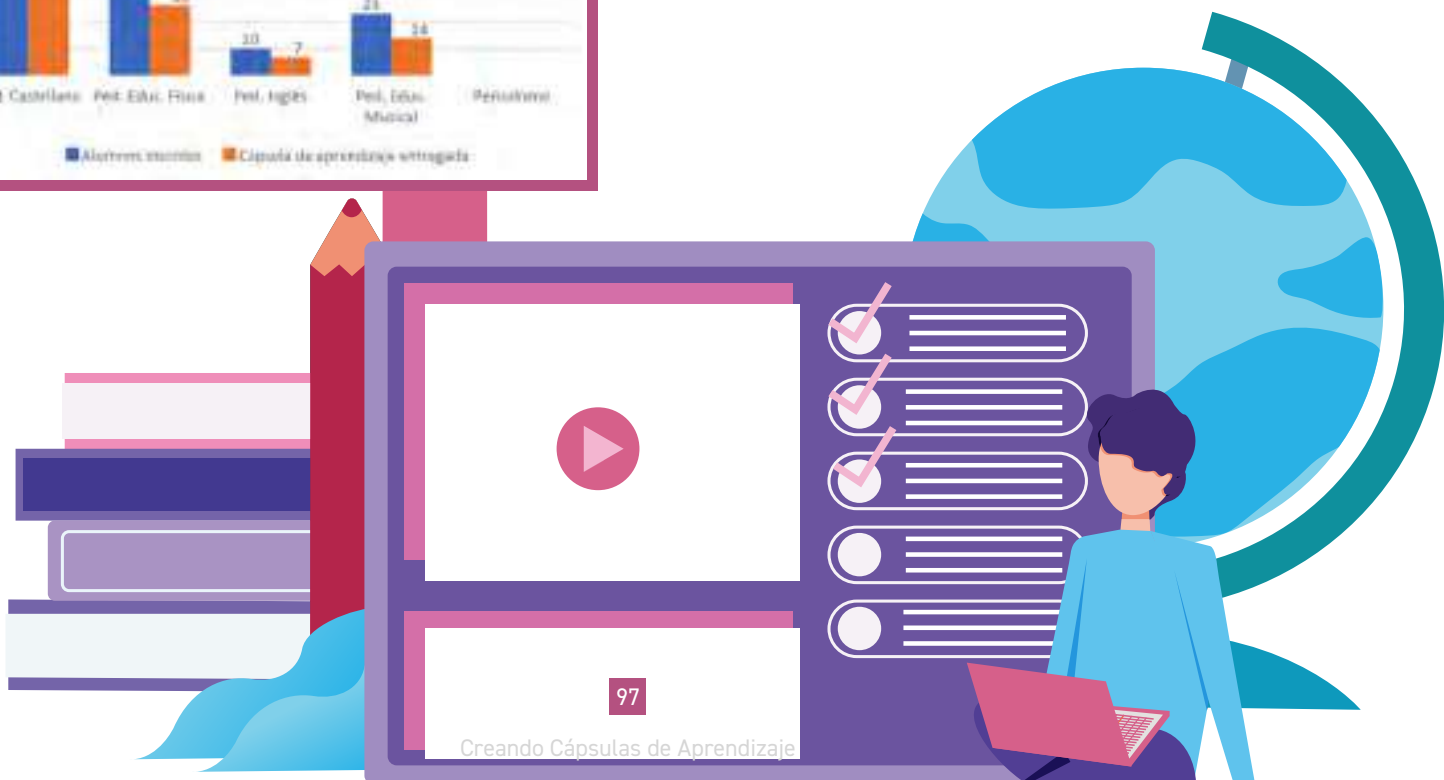 23
14
10
7
Castellano Ped. Educ. Física Ped. Inglés Ped. Educ. Periodismo
Musical
Alumnos inscritos Cápsula de aprendizaje entregada
97
Creando Cápsulas de Aprendizaje